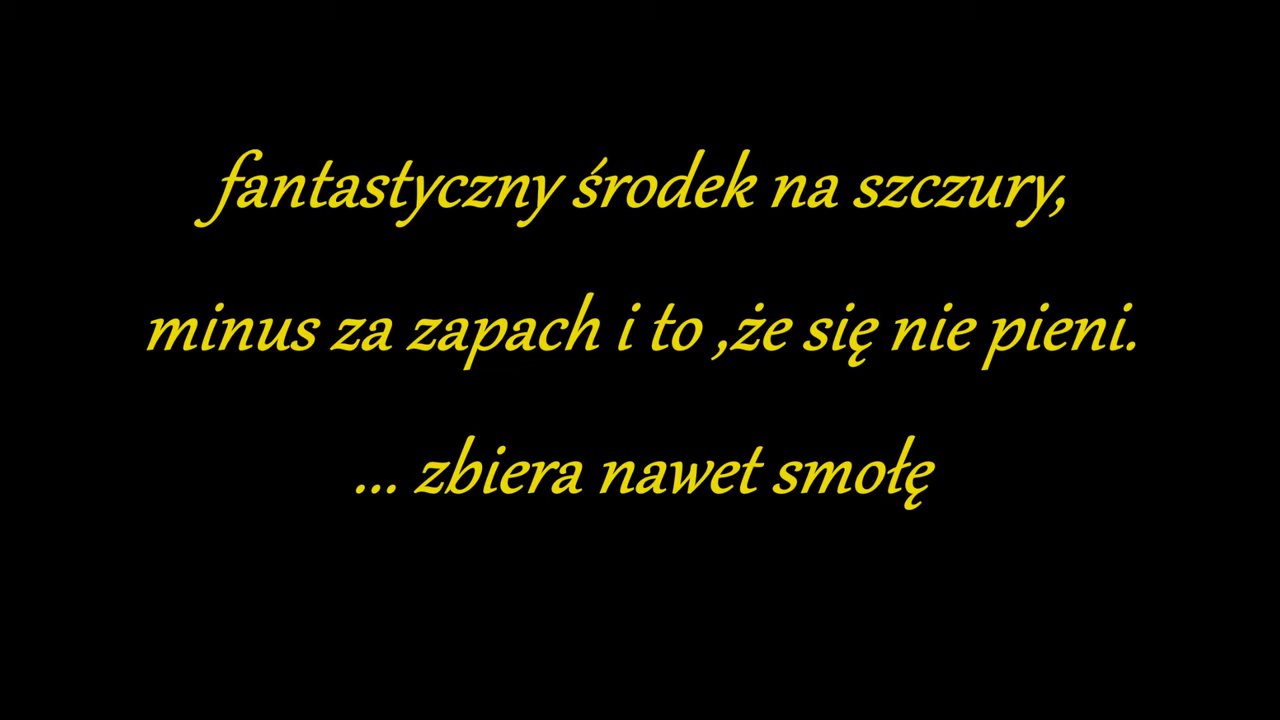 fantastyczny środek na szczury,
minus za zapach i to ,że się nie pieni.
... zbiera nawet smołę